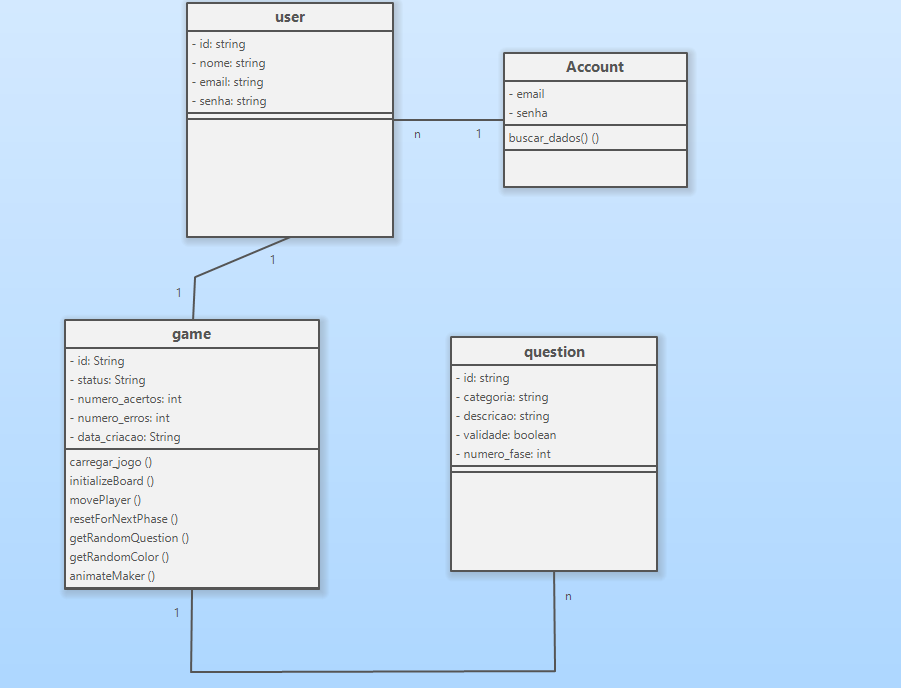 user
- id: string
- nome: string
- email: string
- senha: string
Account
- email
- senha
buscar_dados() ()
n
1
1
1
game
- id: String
- status: String
- numero_acertos: int
- numero_erros: int
- data_criacao: String
carregar_jogo ()
initializeBoard ()
movePlayer ()
resetForNextPhase ()
getRandomQuestion ()
getRandomColor ()
animateMaker ()
question
- id: string
- categoria: string
- descricao: string
- validade: boolean
- numero_fase: int
1
n